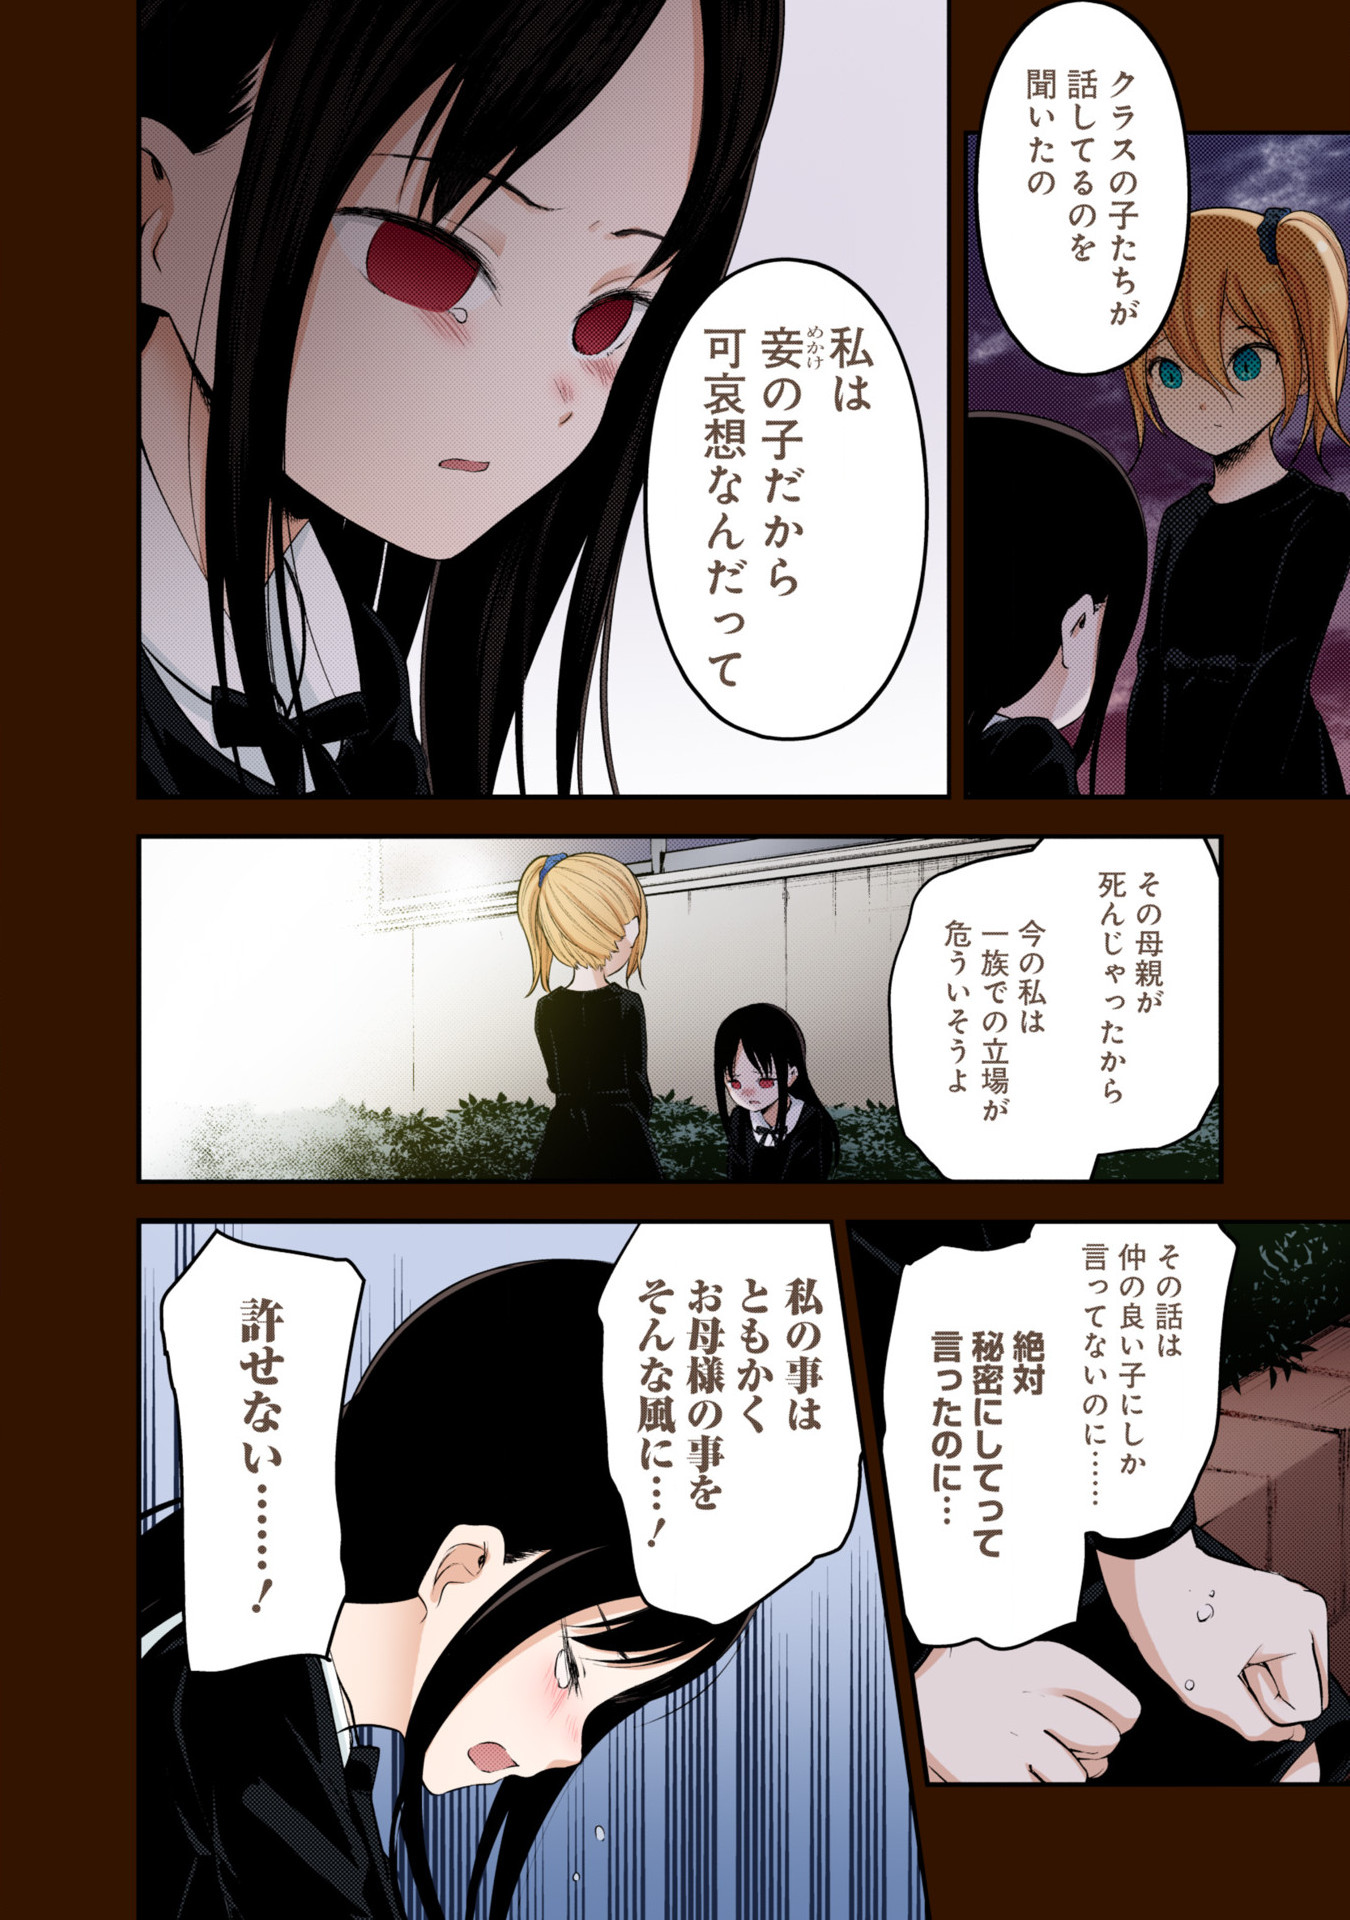 クラスの子たちが
話してるのを
聞いたの
私は
妾の子だから
めかけ
可哀想なんだって
その母親が
死んじゃったから
今の私は
一族での立場が
危ういそうよ
その話は
仲の良い子にしか
言ってないのに……
絶対
秘密にしてって
言ったのに…
私の事は
ともかく
お母様の事を
そんな風に…!
許せない………!